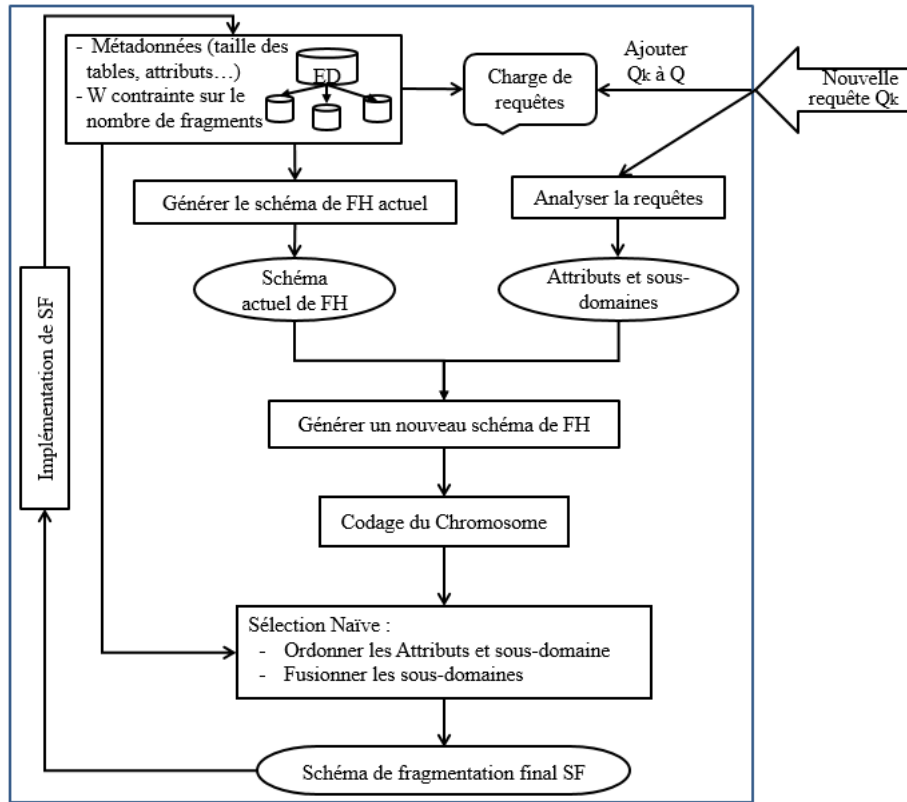 - Métadonnées (taille des
tables, attributs…)
- W contrainte sur le
nombre de fragments
ED
Charge de
requêtes
Ajouter
Qk à Q
Nouvelle
requête Qk
Générer le schéma de FH actuel
Analyser la requêtes
Schéma
actuel de FH
Attributs et sous-
domaines
Implémentation de SF
Générer un nouveau schéma de FH
Codage du Chromosome
Sélection Naïve :
- Ordonner les Attributs et sous-domaine
- Fusionner les sous-domaines
Schéma de fragmentation final SF